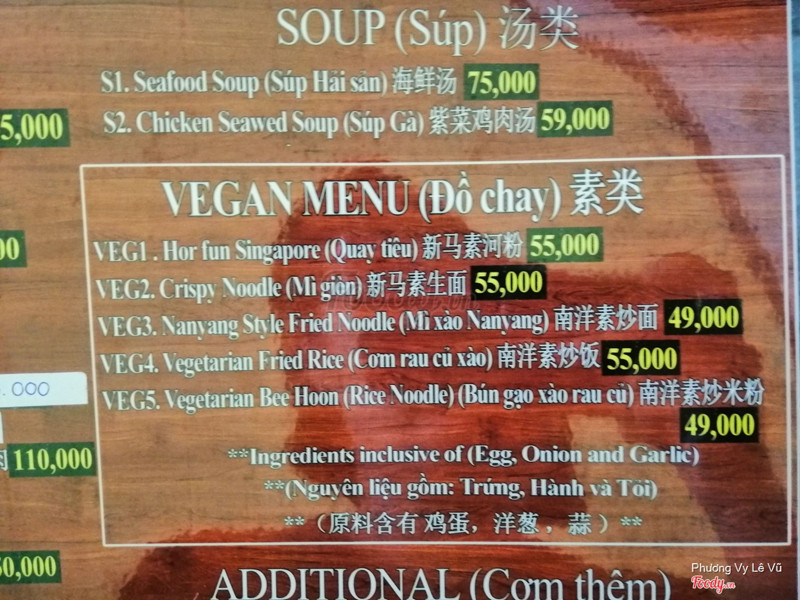 SOUP (Súp) 汤类
S1. Seafood Soup (Súp Hải sản) 海鲜汤 75,000
5,000
S2. Chicken Seawed Soup (Súp Gà) 紫菜鸡肉汤 59,000
VEGAN MENU (Đồ chay) 素类
00
VEG1 . Hor fun Singapore (Quay tiêu) 新马素河粉 55,000
VEG2. Crispy Noodle (Mì giòn) 新马素生面 55,000
VEG3. Nanyang Style Fried Noodle (Mì xào Nanyang) 南洋素炒面 49,000
VEG4. Vegetarian Fried Rice (Cơm rau củ xào) 南洋素炒饭 55,000
.000
VEG5. Vegetarian Bee Hoon (Rice Noodle) (Bún gạo xào rau củ) 南洋素炒米粉
49,000
肉 110,000
**Ingredients inclusive of (Egg, Onion and Garlic)
**(Nguyên liệu gồm: Trứng, Hành và Tỏi)
**（原料含有 鸡蛋，洋葱，蒜）**
50,000
ADDITIONAL (Cơm thêm)
Phương Vy Lê Vũ
Foody.vn